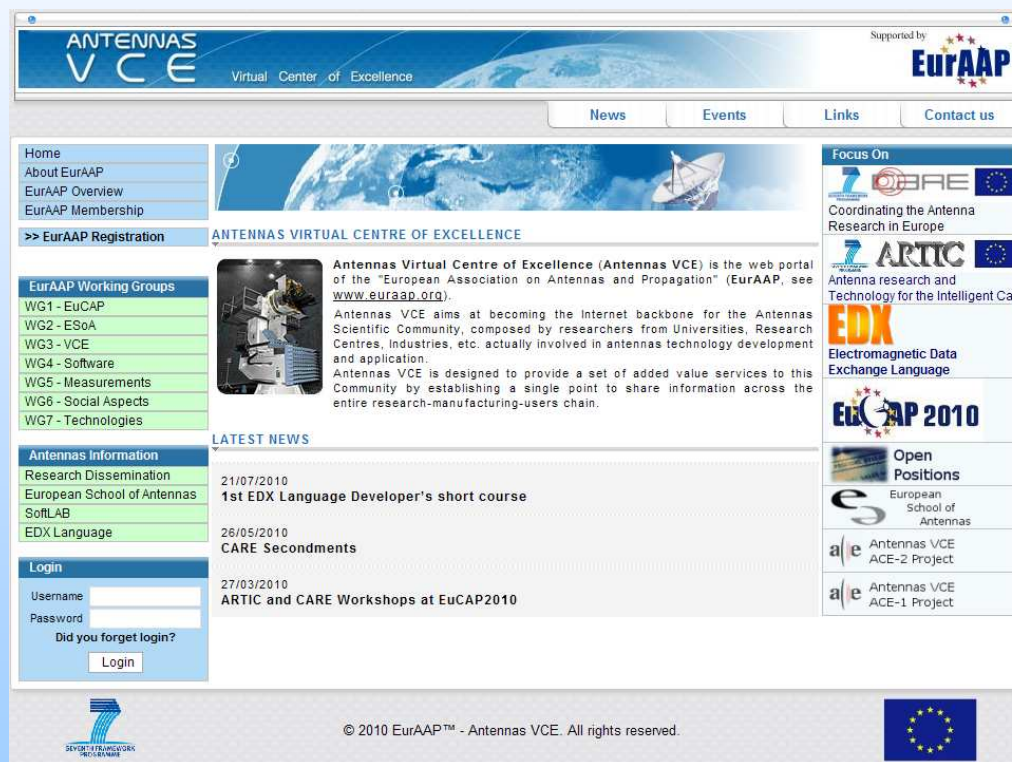 ANTENNAS
VCE
Virtual Center of Excellence
Supported by
EurAAP
News
Events
Links
Contact us
Home
About EurAAP
EurAAP Overview
EurAAP Membership
>> EurAAP Registration
EurAAP Working Groups
WG1 - EuCAP
WG2 - ESoA
WG3 - VCE
WG4 - Software
WG5 - Measurements
WG6 - Social Aspects
WG7 - Technologies
Antennas Information
Research Dissemination
European School of Antennas
SoftLAB
EDX Language
Login
Username
Password
Did you forget login?
Login
ANTENNAS VIRTUAL CENTRE OF EXCELLENCE
Antennas Virtual Centre of Excellence (Antennas VCE) is the web portal
of the "European Association on Antennas and Propagation" (EurAAP, see
www.euraap.org).
Antennas VCE aims at becoming the Internet backbone for the Antennas
Scientific Community, composed by researchers from Universities, Research
Centres, Industries, etc. actually involved in antennas technology development
and application.
Antennas VCE is designed to provide a set of added value services to this
Community by establishing a single point to share information across the
entire research-manufacturing-users chain.
LATEST NEWS
21/07/2010
1st EDX Language Developer's short course
26/05/2010
CARE Secondments
27/03/2010
ARTIC and CARE Workshops at EuCAP2010
Focus On
Coordinating the Antenna
Research in Europe
ARTIC
Antenna research and
Technology for the Intelligent Ca
EDX
Electromagnetic Data
Exchange Language
EuCAP 2010
Open
Positions
European
School of
Antennas
a e Antennas VCE
ACE-2 Project
a e Antennas VCE
ACE-1 Project
SEVENTH FRAMEWORK
PROGRAMME
© 2010 EurAAP™ - Antennas VCE. All rights reserved.